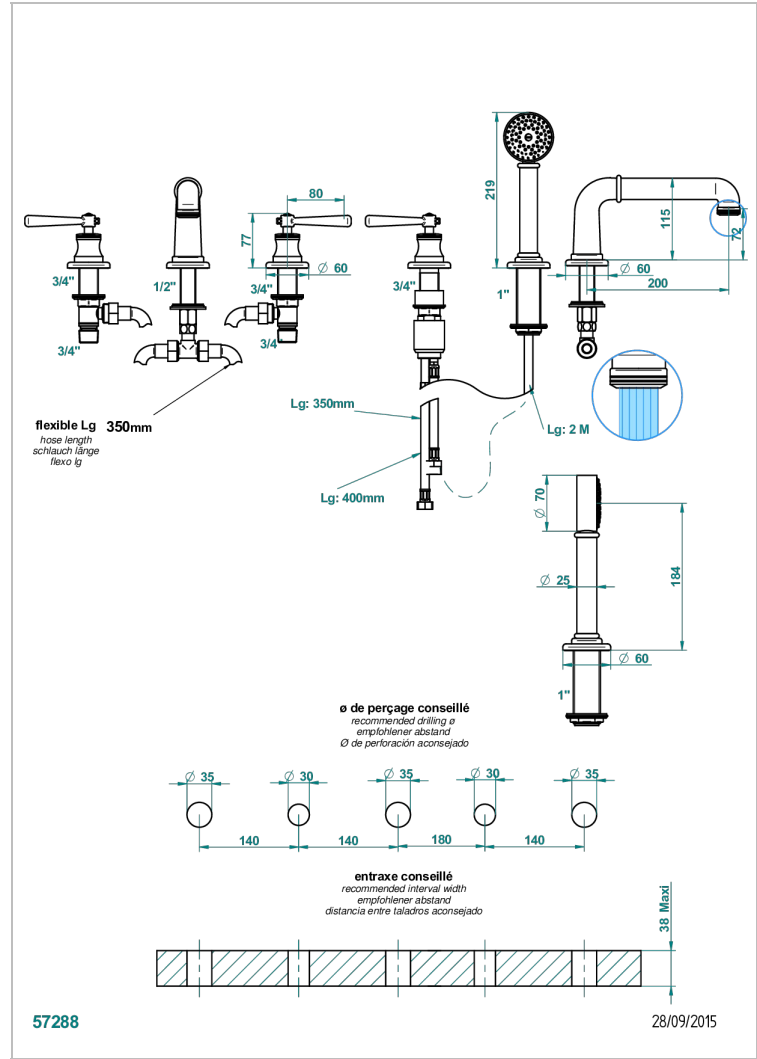 219
80
77
115
72
Ø 60
Ø 60
200
3/4"
1/2"
3/4"
3/4"
1"
3/4"
3/4
Lg: 350mm
Lg: 2 M
flexible Lg 350mm
hose length
schlauch länge
flexo lg
Lg: 400mm
Ø 70
Ø 25
184
Ø 60
1"
ø de perçage conseillé
recommended drilling ø
empfohlener abstand
Ø de perforación aconsejado
Ø 35 Ø 30 Ø 35 Ø 30 Ø 35
140 140 180 140
entraxe conseillé
recommended interval width
empfohlener abstand
distancia entre taladros aconsejado
38 Maxi
57288
28/09/2015